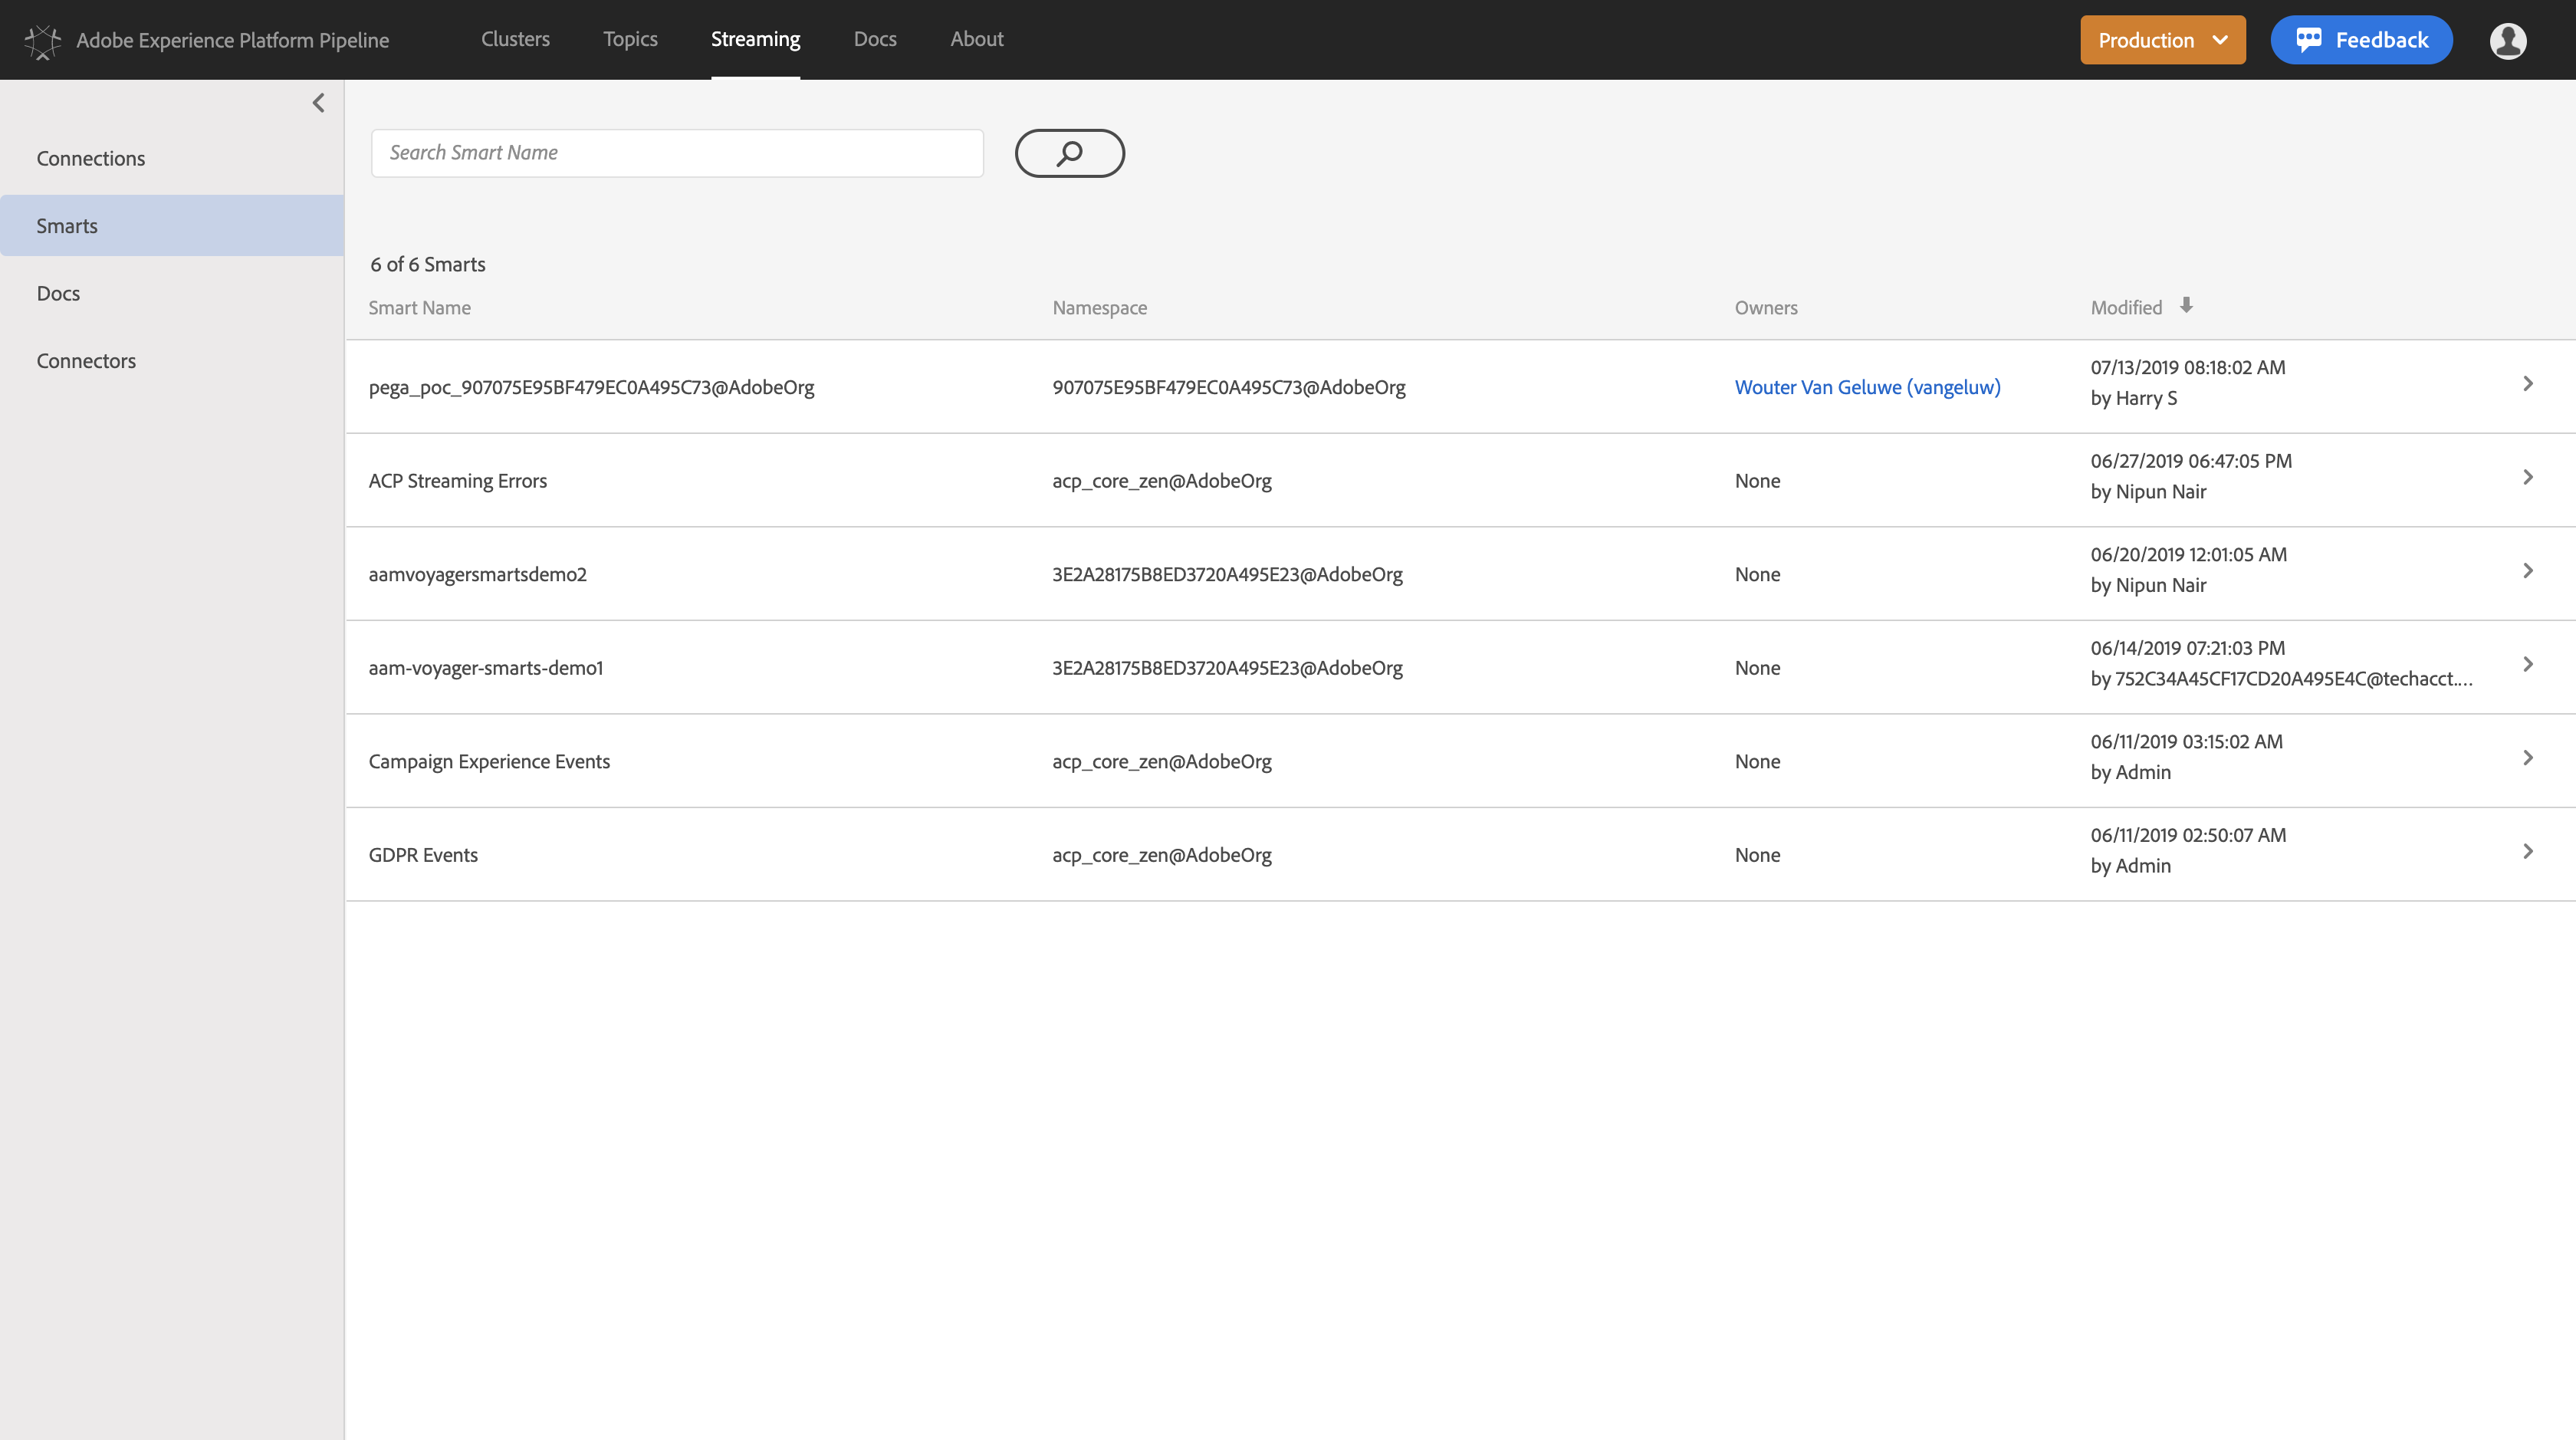 Adobe Experience Platform Pipeline Clusters Topics Streaming Docs About Production Feedback
Connections
Smarts
Docs
Connectors
Search Smart Name
6 of 6 Smarts
Smart Name Namespace Owners Modified
pega_poc_907075E95BF479EC0A495C73@AdobeOrg 907075E95BF479EC0A495C73@AdobeOrg Wouter Van Geluwe (vangeluw) 07/13/2019 08:18:02 AM
by Harry S
ACP Streaming Errors acp_core_zen@AdobeOrg None 06/27/2019 06:47:05 PM
by Nipun Nair
aamvoyagersmartsdemo2 3E2A28175B8ED3720A495E23@AdobeOrg None 06/20/2019 12:01:05 AM
by Nipun Nair
aam-voyager-smarts-demo1 3E2A28175B8ED3720A495E23@AdobeOrg None 06/14/2019 07:21:03 PM
by 752C34A45CF17CD20A495E4C@techacct....
Campaign Experience Events acp_core_zen@AdobeOrg None 06/11/2019 03:15:02 AM
by Admin
GDPR Events acp_core_zen@AdobeOrg None 06/11/2019 02:50:07 AM
by Admin